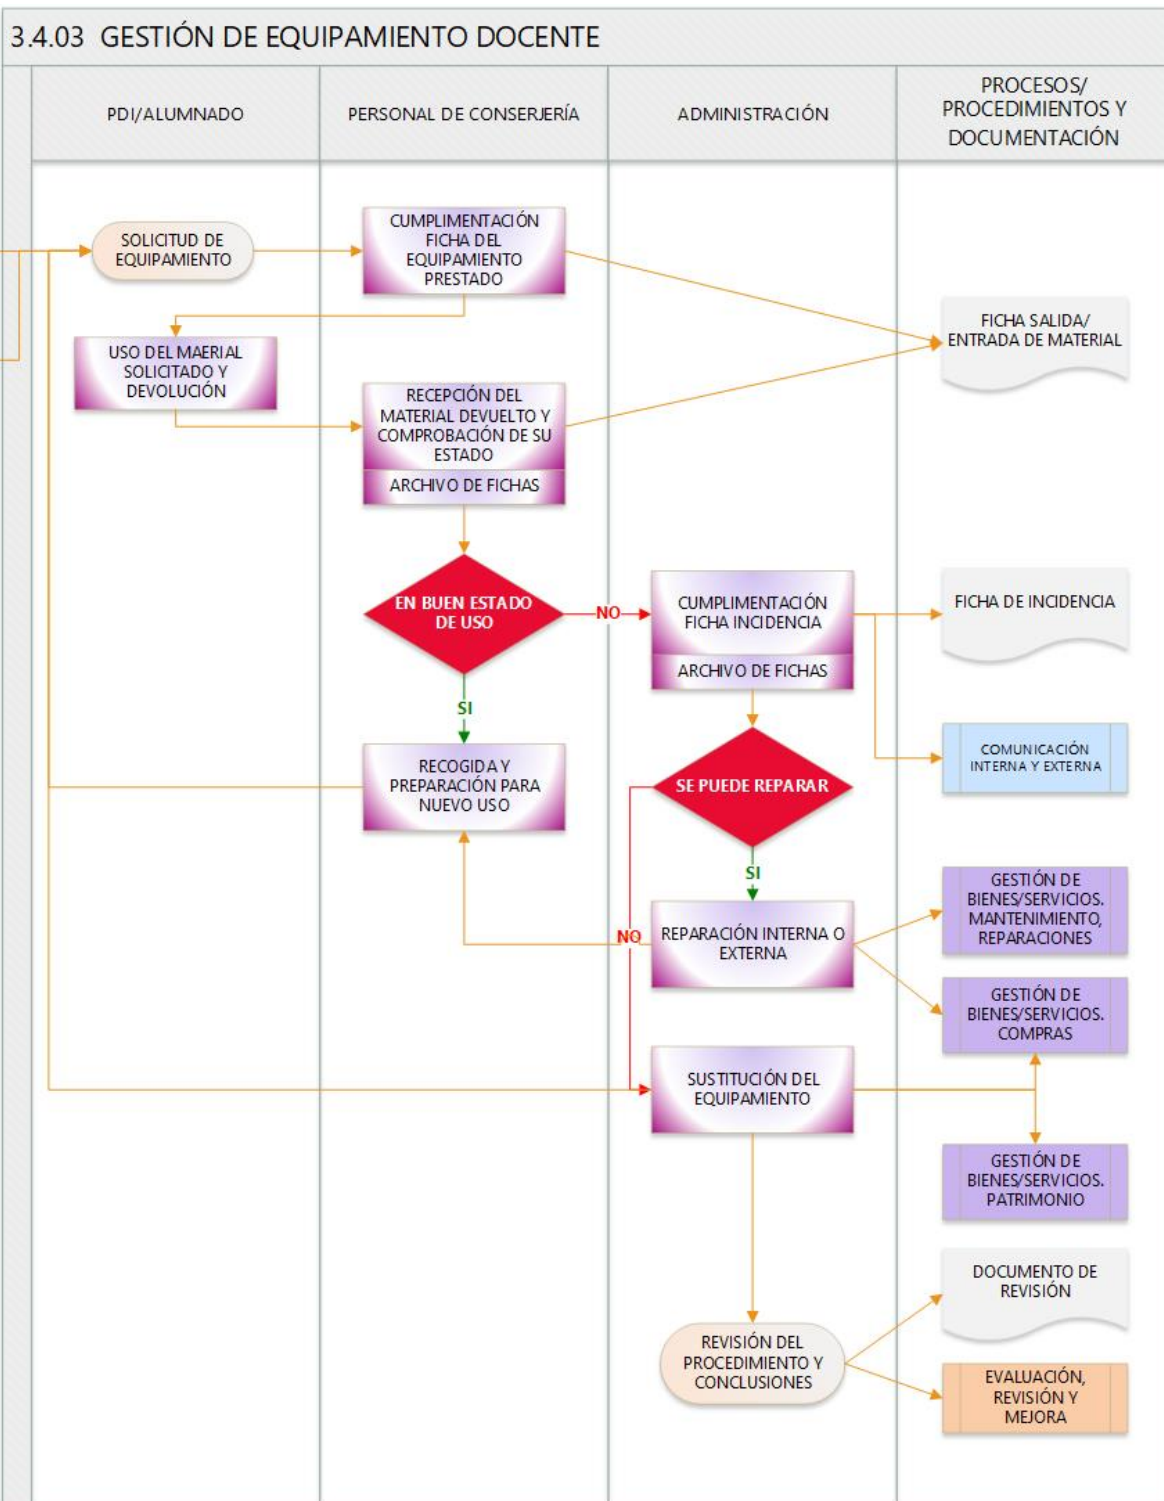 3.4.03 GESTIÓN DE EQUIPAMIENTO DOCENTE
PDI/ALUMNADO
PERSONAL DE CONSERJERÍA
ADMINISTRACIÓN
PROCESOS/
PROCEDIMIENTOS Y
DOCUMENTACIÓN
SOLICITUD DE
EQUIPAMIENTO
CUMPLIMENTACIÓN
FICHA DEL
EQUIPAMIENTO
PRESTADO
FICHA SALIDA/
ENTRADA DE MATERIAL
USO DEL MAERIAL
SOLICITADO Y
DEVOLUCIÓN
RECEPCIÓN DEL
MATERIAL DEVUELTO Y
COMPROBACIÓN DE SU
ESTADO
ARCHIVO DE FICHAS
EN BUEN ESTADO
DE USO
NO
CUMPLIMENTACIÓN
FICHA INCIDENCIA
ARCHIVO DE FICHAS
FICHA DE INCIDENCIA
SI
COMUNICACIÓN
INTERNA Y EXTERNA
RECOGIDA Y
PREPARACIÓN PARA
NUEVO USO
SE PUEDE REPARAR
SI
NO
REPARACIÓN INTERNA O
EXTERNA
GESTIÓN DE
BIENES/SERVICIOS.
MANTENIMIENTO,
REPARACIONES
GESTIÓN DE
BIENES/SERVICIOS.
COMPRAS
SUSTITUCIÓN DEL
EQUIPAMIENTO
GESTIÓN DE
BIENES/SERVICIOS.
PATRIMONIO
DOCUMENTO DE
REVISIÓN
REVISIÓN DEL
PROCEDIMIENTO Y
CONCLUSIONES
EVALUACIÓN,
REVISIÓN Y
MEJORA